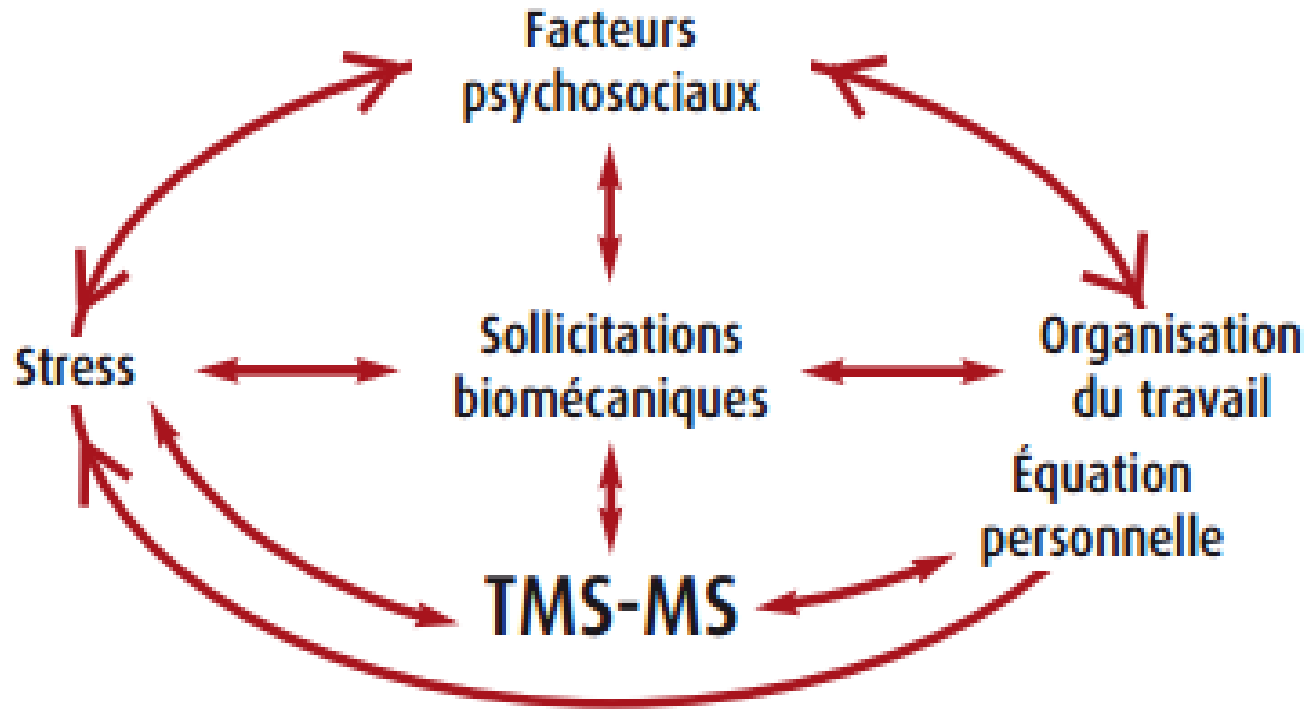 Facteurs
psychosociaux
Stress
Sollicitations
biomécaniques
Organisation
du travail
Équation
personnelle
TMS-MS